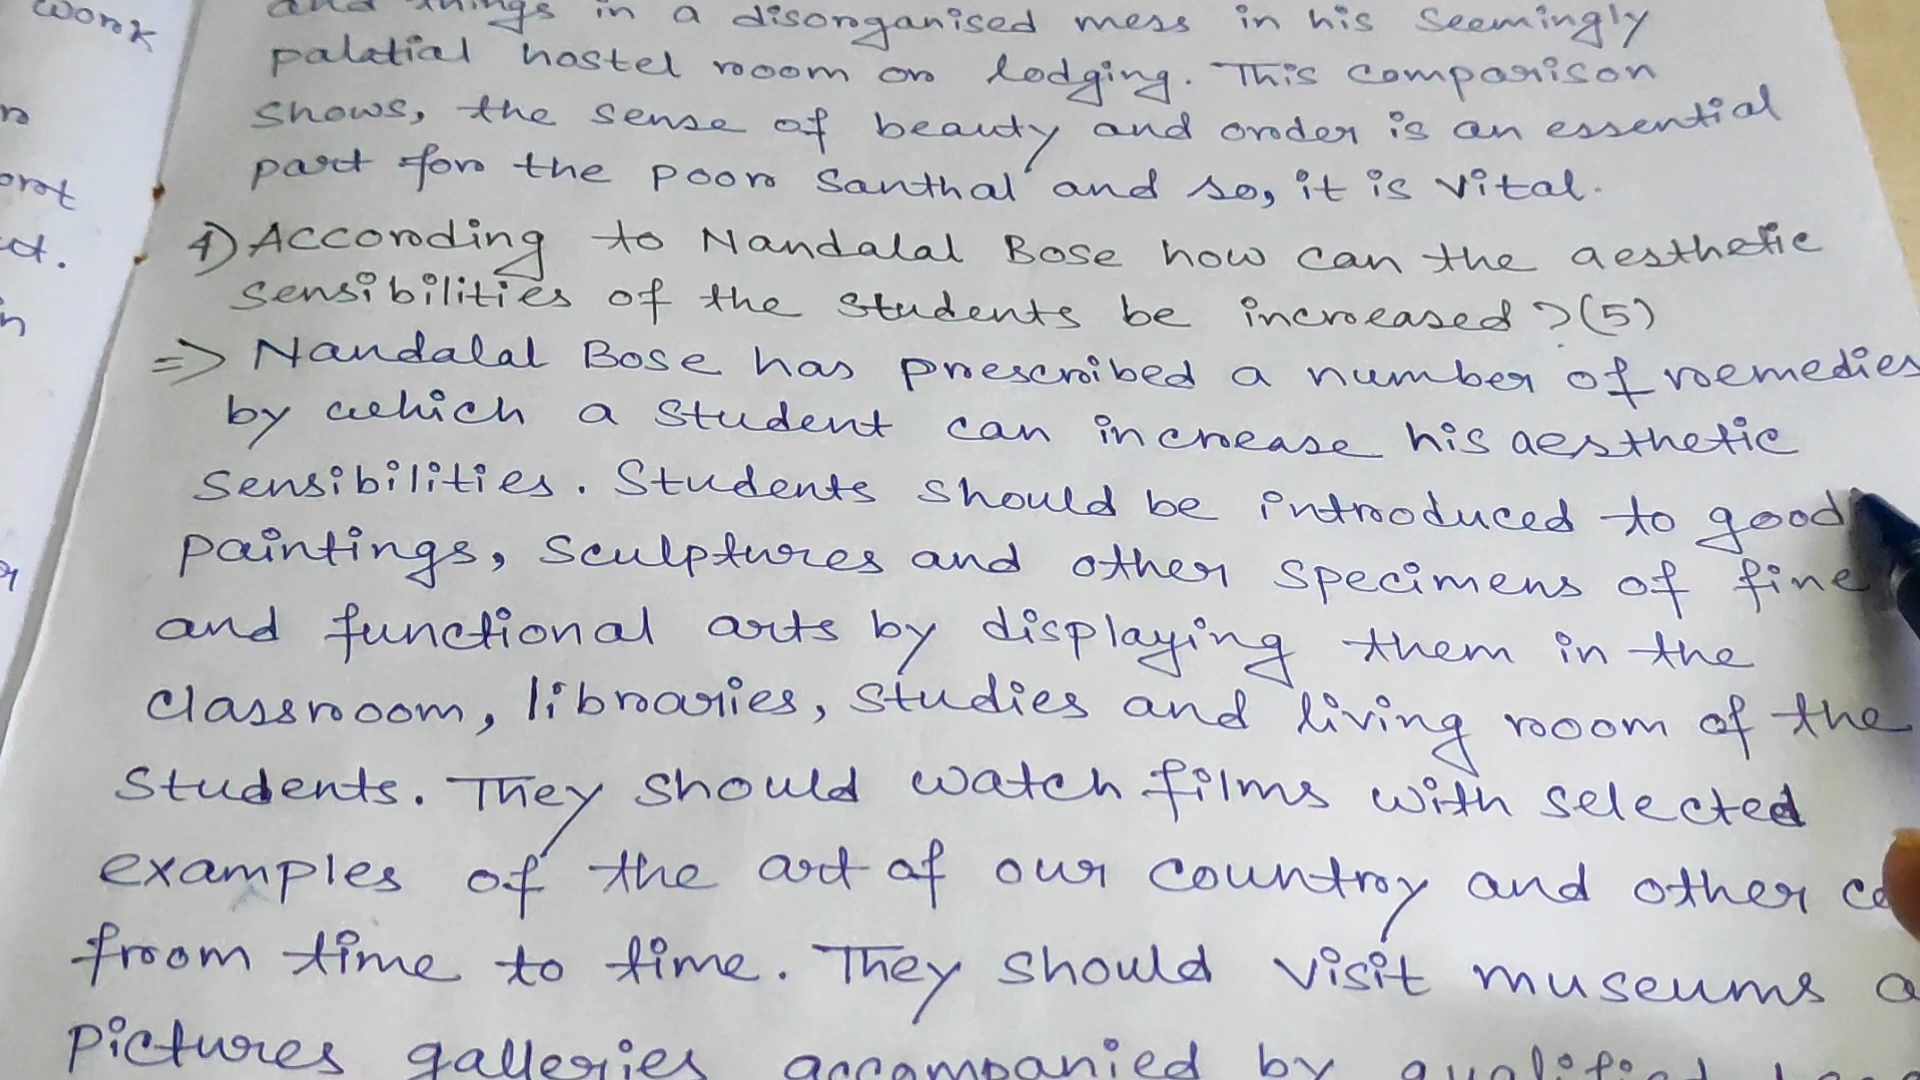 work
and things in a disorganised mess in his seemingly
palatial hostel room or lodging. This comparison
shows, the sense of beauty and order is an essential
part for the poor Santhal and so, it is vital.
4) According to Nandalal Bose how can the aesthetic
sensibilities of the students be increased? (5)
=> Nandalal Bose has prescribed a number of remedies
by which a student can increase his aesthetic
sensibilities. Students should be introduced to good
paintings, sculptures and other specimens of fine
and functional arts by displaying them in the
classroom, libraries, studies and living room of the
students. They should watch films with selected
examples of the art of our country and other
from time to time. They should visit museums
pictures galleries accompanied by